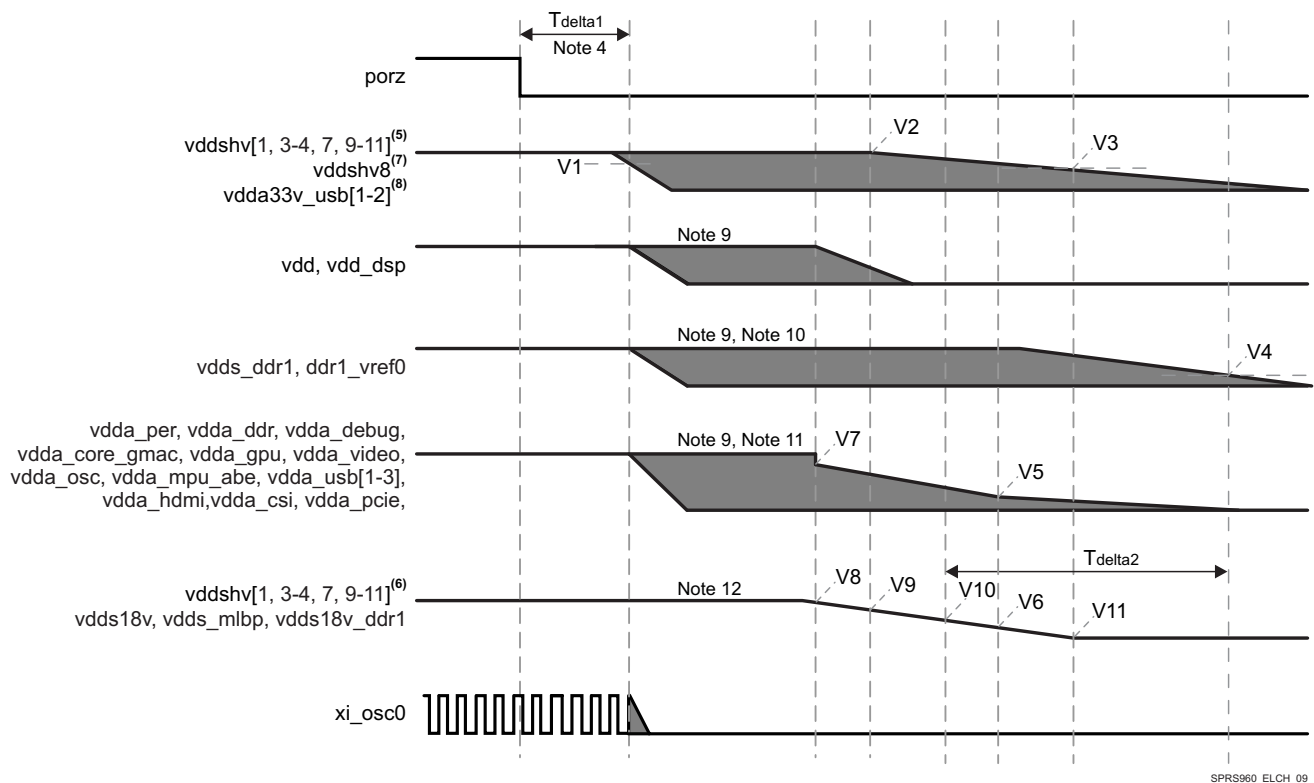 Tdelta1
Note 4
porz
vddshv[1, 3-4, 7, 9-11](5)
vddshv8(7)
vdda33v_usb[1-2](8)
V1
V2
V3
vdd, vdd_dsp
Note 9
vdds_ddr1, ddr1_vref0
Note 9, Note 10
V4
vdda_per, vdda_ddr, vdda_debug,
vdda_core_gmac, vdda_gpu, vdda_video,
vdda_osc, vdda_mpu_abe, vdda_usb[1-3],
vdda_hdmi,vdda_csi, vdda_pcie,
Note 9, Note 11
V7
V5
Tdelta2
vddshv[1, 3-4, 7, 9-11](6)
vdds18v, vdds_mlbp, vdds18v_ddr1
Note 12
V8
V9
V10
V6
V11
xi_osc0
SPRS960_ELCH_09